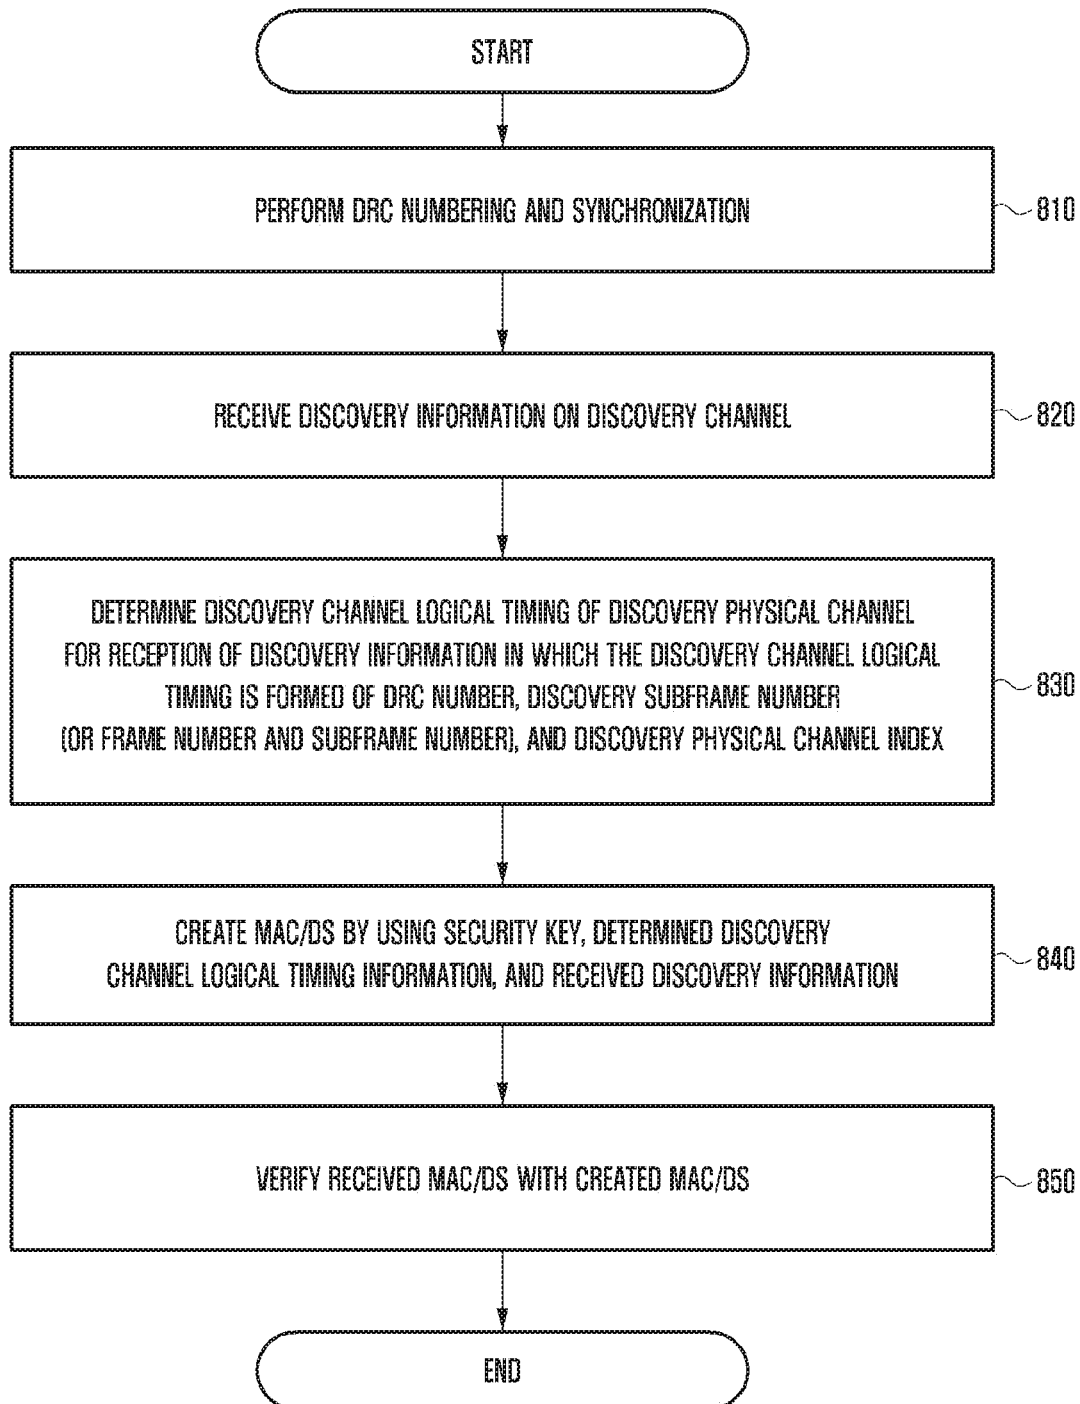 START
PERFORM DRC NUMBERING AND SYNCHRONIZATION
810
RECEIVE DISCOVERY INFORMATION ON DISCOVERY CHANNEL
820
DETERMINE DISCOVERY CHANNEL LOGICAL TIMING OF DISCOVERY PHYSICAL CHANNEL
FOR RECEPTION OF DISCOVERY INFORMATION IN WHICH THE DISCOVERY CHANNEL LOGICAL
TIMING IS FORMED OF DRC NUMBER, DISCOVERY SUBFRAME NUMBER
(OR FRAME NUMBER AND SUBFRAME NUMBER), AND DISCOVERY PHYSICAL CHANNEL INDEX
830
CREATE MAC/DS BY USING SECURITY KEY, DETERMINED DISCOVERY
CHANNEL LOGICAL TIMING INFORMATION, AND RECEIVED DISCOVERY INFORMATION
840
VERIFY RECEIVED MAC/DS WITH CREATED MAC/DS
850
END